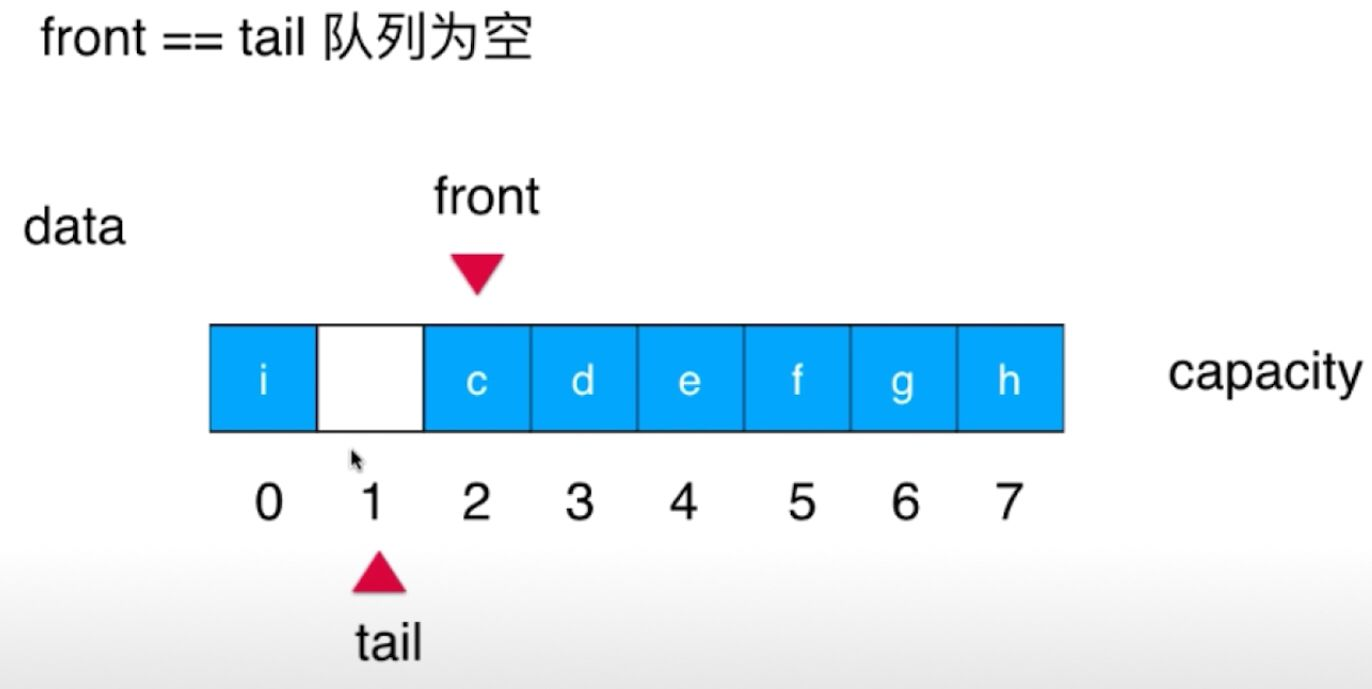 front == tail 队列为空
front
data
i c d e f g h
capacity
0 1 2 3 4 5 6 7
tail